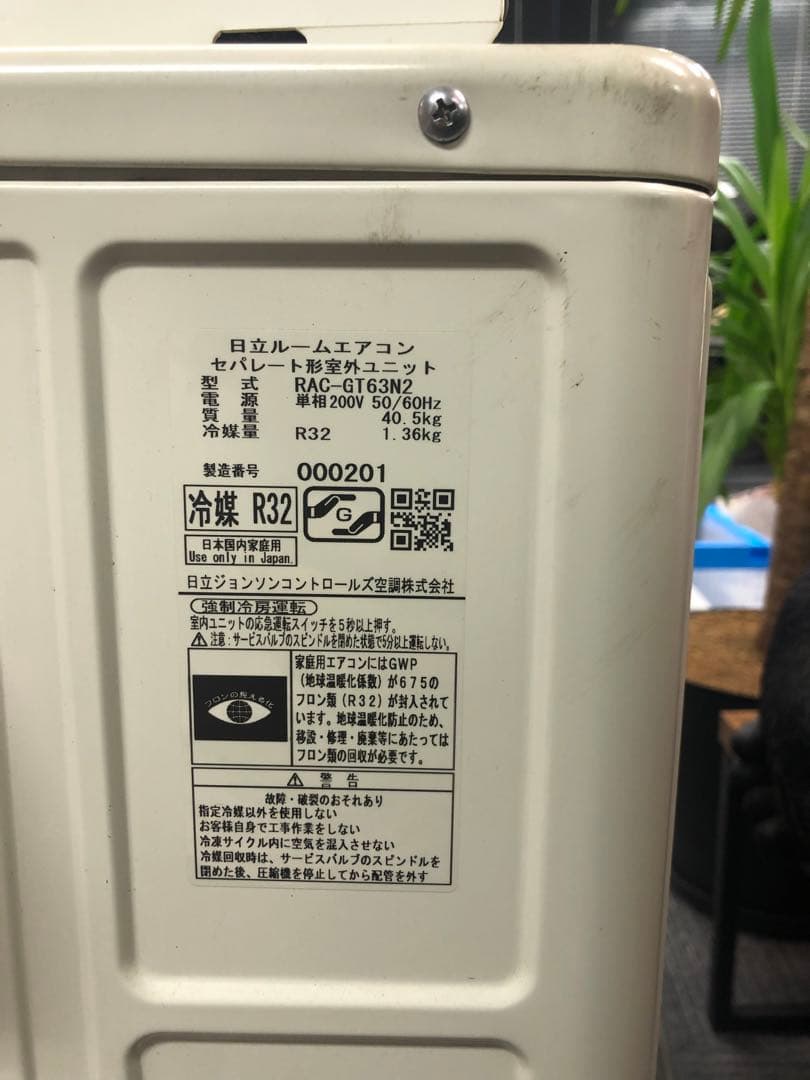 日立ルームエアコン
セパレート形室外ユニット
型 式 RAC-GT63N2
電 源 単相200V 50/60Hz
質 量 40.5kg
冷媒量 R32 1.36kg
製造番号 000201
冷媒 R32
G
日本国内家庭用
Use only in Japan.
日立ジョンソンコントロールズ空調株式会社
強制冷房運転
室内ユニットの応急運転スイッチを5秒以上押す。
⚠注意:サービスバルブのスピンドルを閉めた状態で5分以上運転しない。
フロンの見える化
家庭用エアコンにはGWP
(地球温暖化係数)が675の
フロン類(R32)が封入されて
います。地球温暖化防止のため、
移設・修理・廃棄等にあたっては
フロン類の回収が必要です。
⚠ 警 告
故障・破裂のおそれあり
指定冷媒以外を使用しない
お客様自身で工事作業をしない
冷凍サイクル内に空気を混入させない
冷媒回収時は、サービスバルブのスピンドルを
閉めた後、圧縮機を停止してから配管を外す